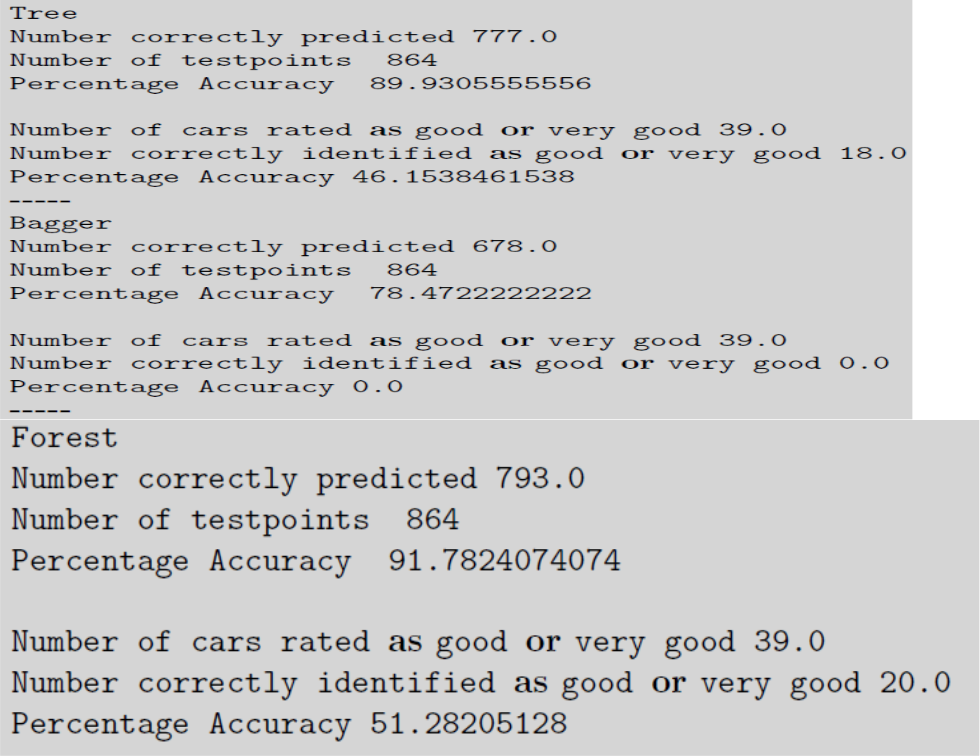 Tree
Number correctly predicted 777.0
Number of testpoints  864
Percentage Accuracy  89.9305555556
Number of cars rated as good or very good 39.0
Number correctly identified as good or very good 18.0
Percentage Accuracy 46.1538461538
-----
Bagger
Number correctly predicted 678.0
Number of testpoints  864
Percentage Accuracy  78.4722222222
Number of cars rated as good or very good 39.0
Number correctly identified as good or very good 0.0
Percentage Accuracy 0.0
-----
Forest
Number correctly predicted 793.0
Number of testpoints  864
Percentage Accuracy  91.7824074074
Number of cars rated as good or very good 39.0
Number correctly identified as good or very good 20.0
Percentage Accuracy 51.28205128